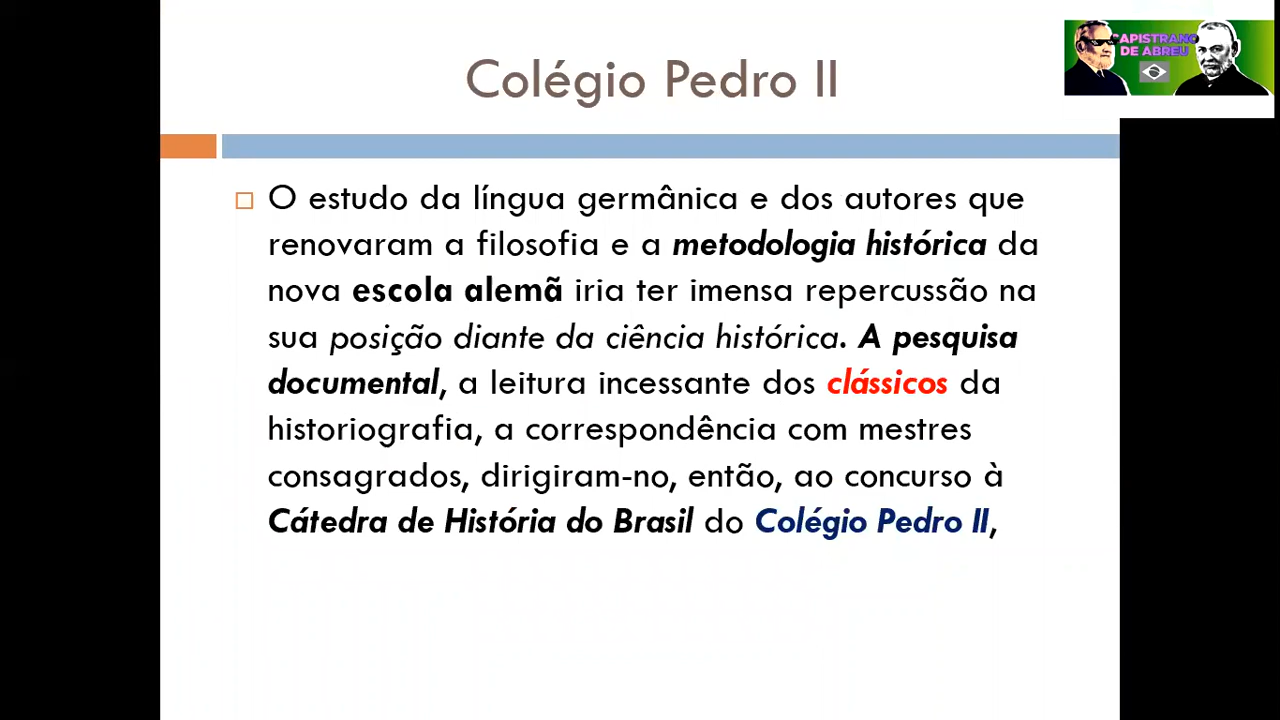 CAPISTRANO
DE ABREU
Colégio Pedro II
O estudo da língua germânica e dos autores que
renovaram a filosofia e a metodologia histórica da
nova escola alemã iria ter imensa repercussão na
sua posição diante da ciência histórica. A pesquisa
documental, a leitura incessante dos clássicos da
historiografia, a correspondência com mestres
consagrados, dirigiram-no, então, ao concurso à
Cátedra de História do Brasil do Colégio Pedro II,